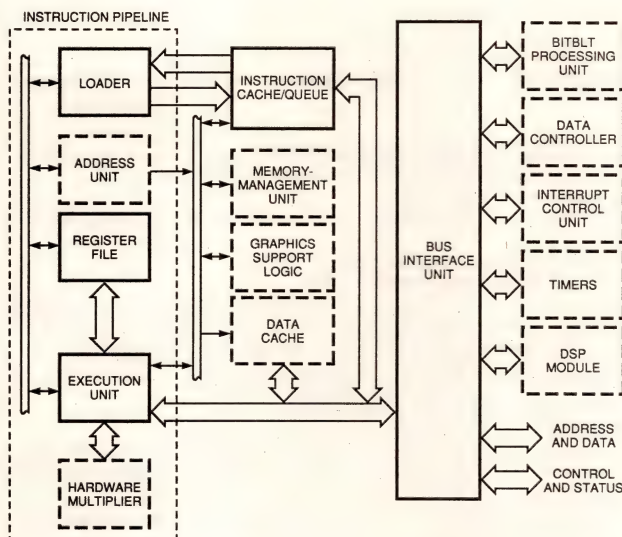 INSTRUCTION PIPELINE
LOADER
ADDRESS
UNIT
REGISTER
FILE
EXECUTION
UNIT
HARDWARE
MULTIPLIER
INSTRUCTION
CACHE/QUEUE
MEMORY-
MANAGEMENT
UNIT
GRAPHICS
SUPPORT
LOGIC
DATA
CACHE
BUS
INTERFACE
UNIT
BITBLT
PROCESSING
UNIT
DATA
CONTROLLER
INTERRUPT
CONTROL
UNIT
TIMERS
DSP
MODULE
ADDRESS
AND DATA
CONTROL
AND STATUS